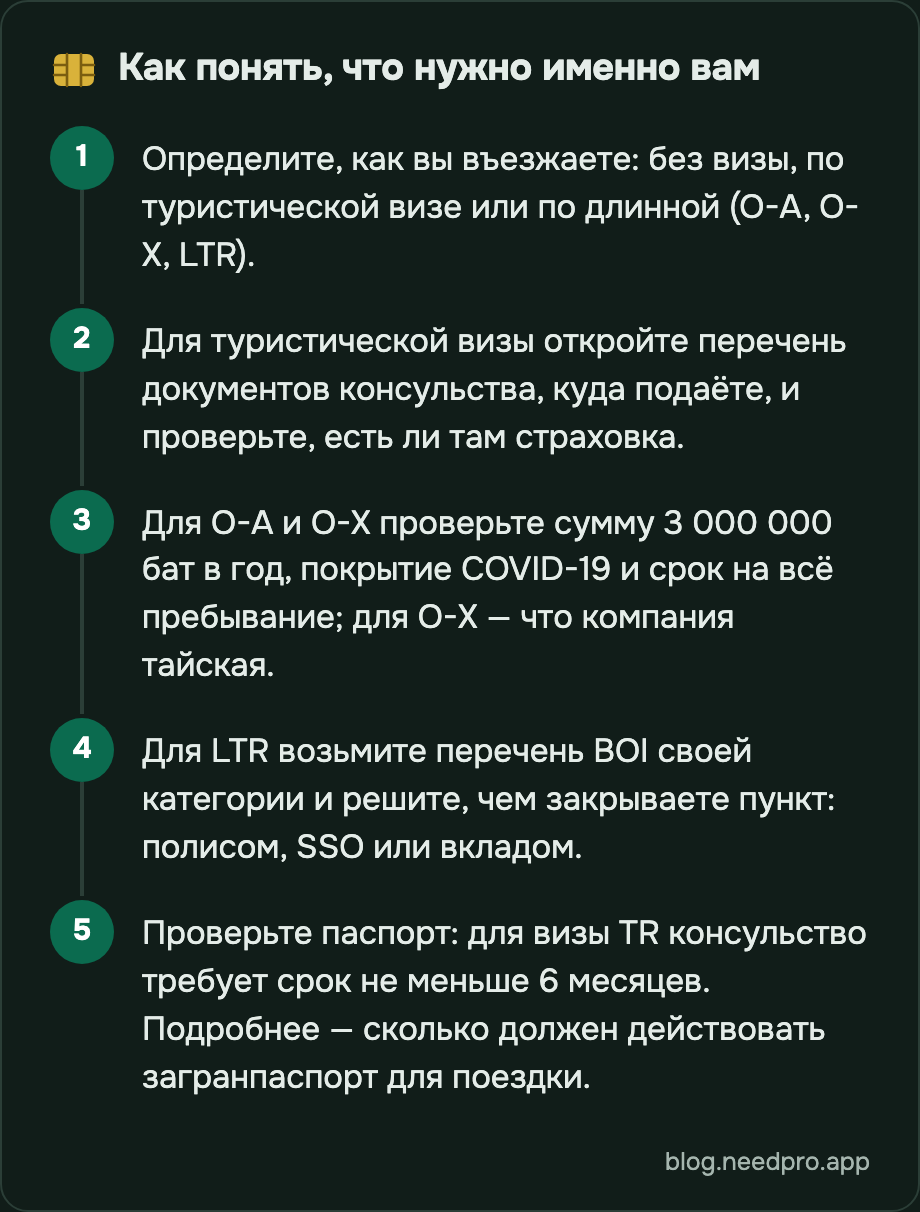 Как понять, что нужно именно вам
1
Определите, как вы въезжаете: без визы, по
туристической визе или по длинной (O-A, O-
X, LTR).
2
Для туристической визы откройте перечень
документов консульства, куда подаёте, и
проверьте, есть ли там страховка.
3
Для O-A и O-X проверьте сумму 3 000 000
бат в год, покрытие COVID-19 и срок на всё
пребывание; для O-X — что компания
тайская.
4
Для LTR возьмите перечень BOI своей
категории и решите, чем закрываете пункт:
полисом, SSO или вкладом.
5
Проверьте паспорт: для визы TR консульство
требует срок не меньше 6 месяцев.
Подробнее — сколько должен действовать
загранпаспорт для поездки.
blog.needpro.app